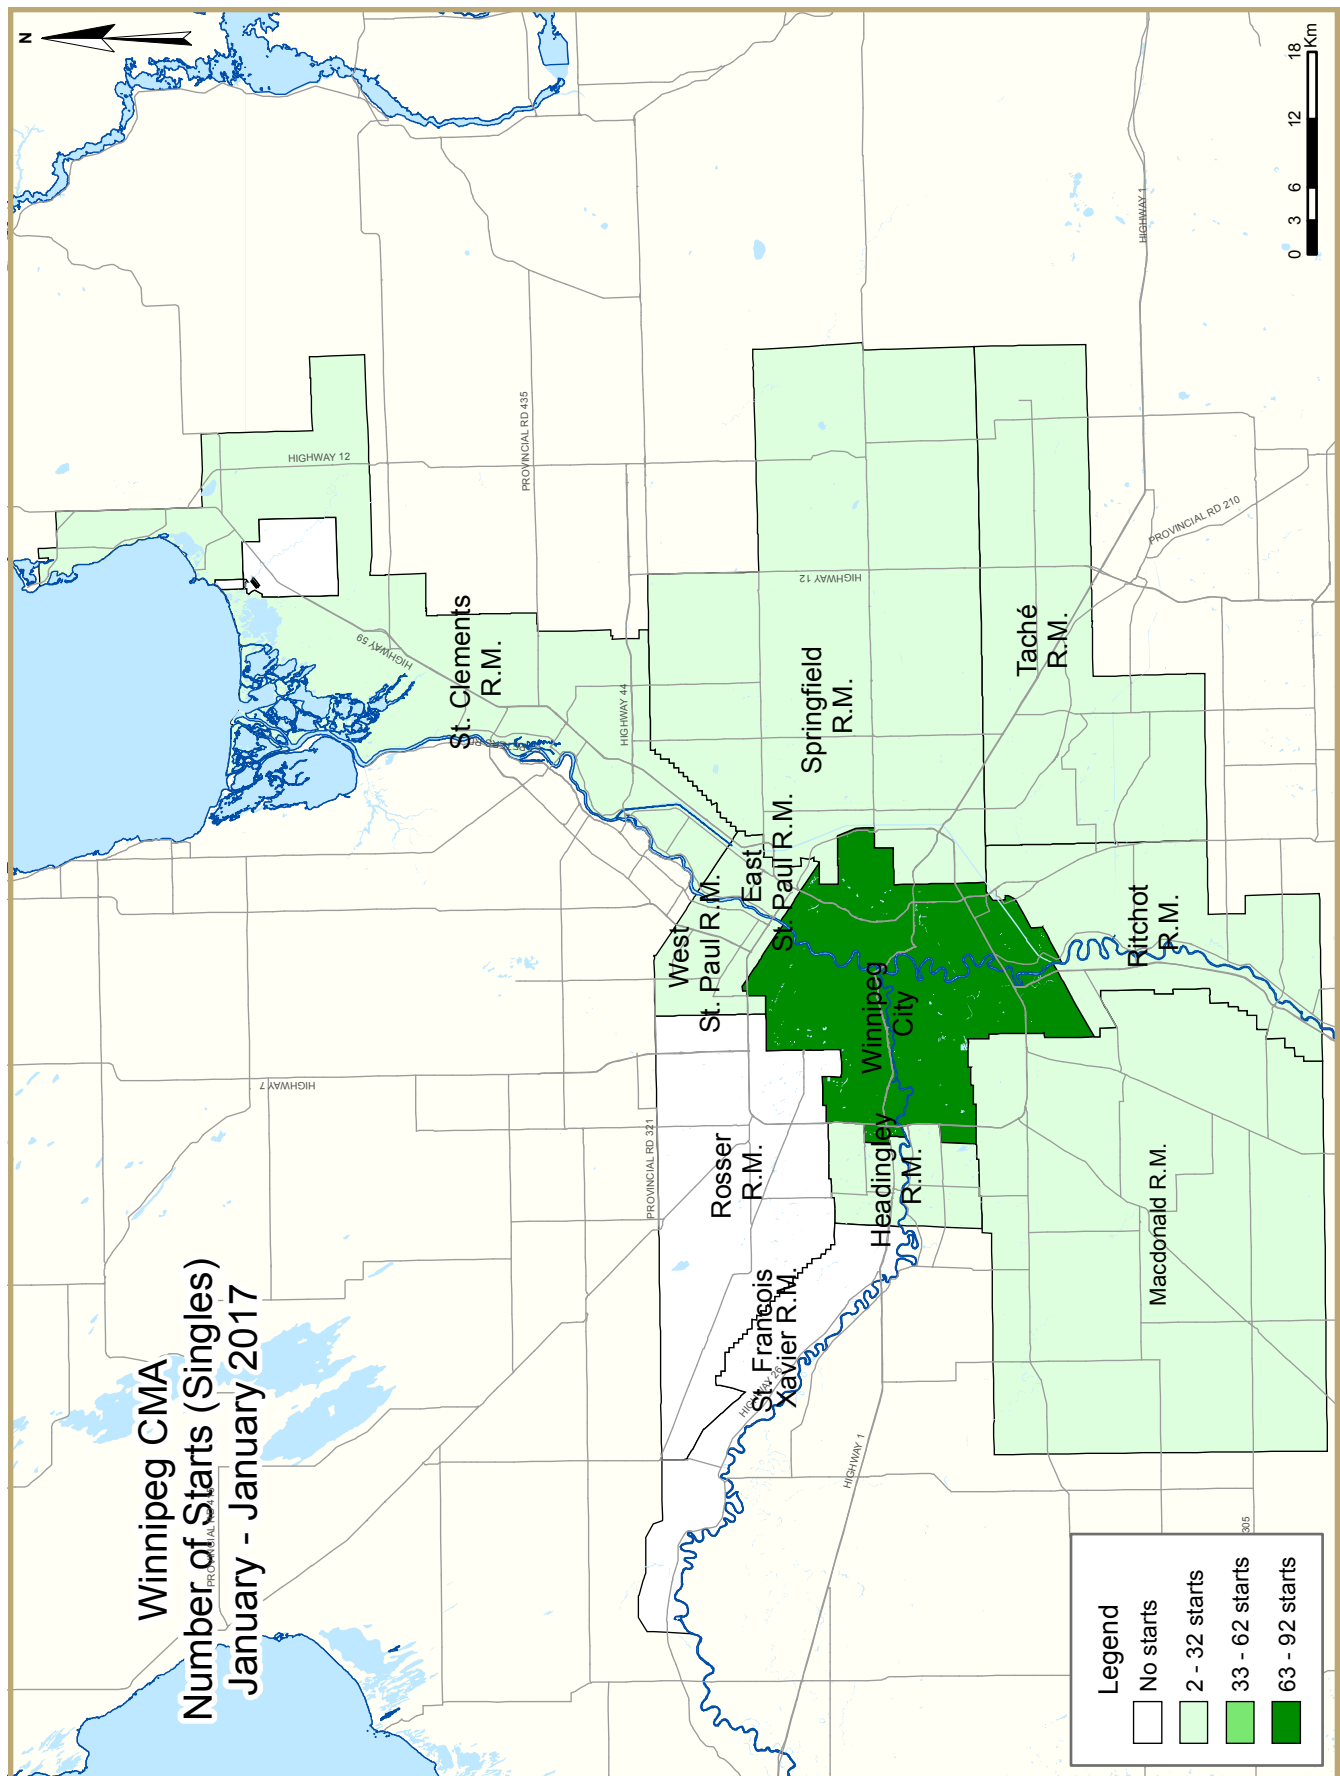 Winnipeg CMA
Number of Starts (Singles)
January - January 2017
N
HIGHWAY 12
PROVINCIAL RD 435
HIGHWAY 59
St. Clements
R.M.
HIGHWAY 44
HIGHWAY 7
PROVINCIAL RD 321
HIGHWAY 12
Springfield
R.M.
East
St. Paul R.M.
West
St. Paul R.M.
Rosser
R.M.
St. Francois
Xavier R.M.
HIGHWAY 26
Winnipeg
City
Headingley
R.M.
HIGHWAY 1
Taché
R.M.
HIGHWAY 1
PROVINCIAL RD 210
Ritchot
R.M.
Macdonald R.M.
305
Legend
No starts
2 - 32 starts
33 - 62 starts
63 - 92 starts
0 3 6 12 18
Km